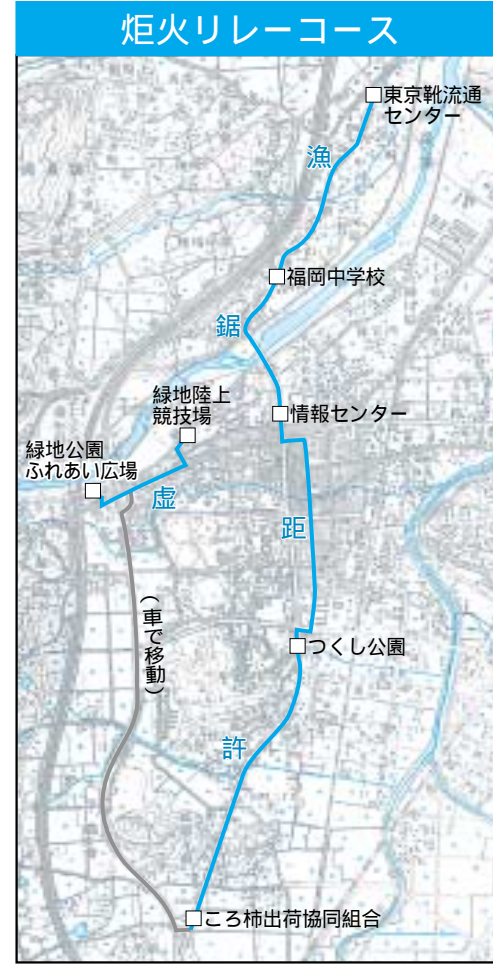 炬火リレーコース
東京靴流通
センター
漁
福岡中学校
鋸
緑地陸上
競技場
情報センター
緑地公園
ふれあい広場
虚
距
(車で移動)
つくし公園
許
ころ柿出荷協同組合